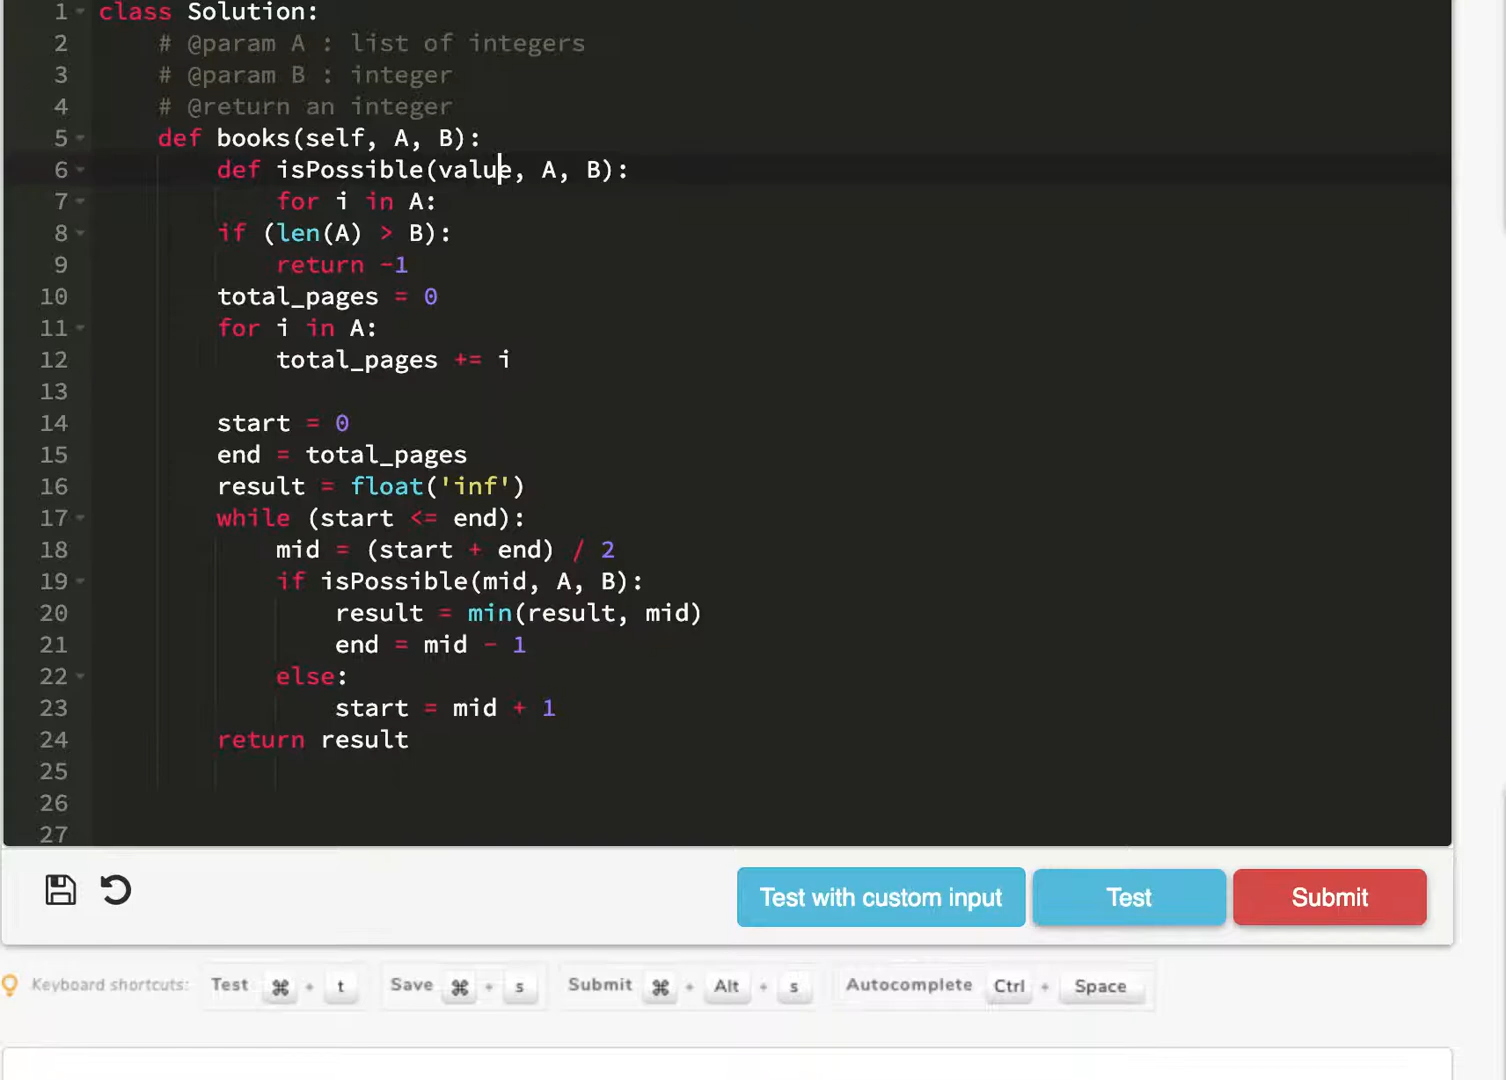 1 class Solution:
2 # @param A : list of integers
3 # @param B : integer
4 # @return an integer
5 def books(self, A, B):
6 def isPossible(value, A, B):
7 for i in A:
8 if (len(A) > B):
9 return -1
10 total_pages = 0
11 for i in A:
12 total_pages += i
13
14 start = 0
15 end = total_pages
16 result = float('inf')
17 while (start <= end):
18 mid = (start + end) / 2
19 if isPossible(mid, A, B):
20 result = min(result, mid)
21 end = mid - 1
22 else:
23 start = mid + 1
24 return result
25
26
27
Test with custom input Test Submit
Keyboard shortcuts: Test ⌘ + t Save ⌘ + s Submit ⌘ + Alt + s Autocomplete Ctrl + Space